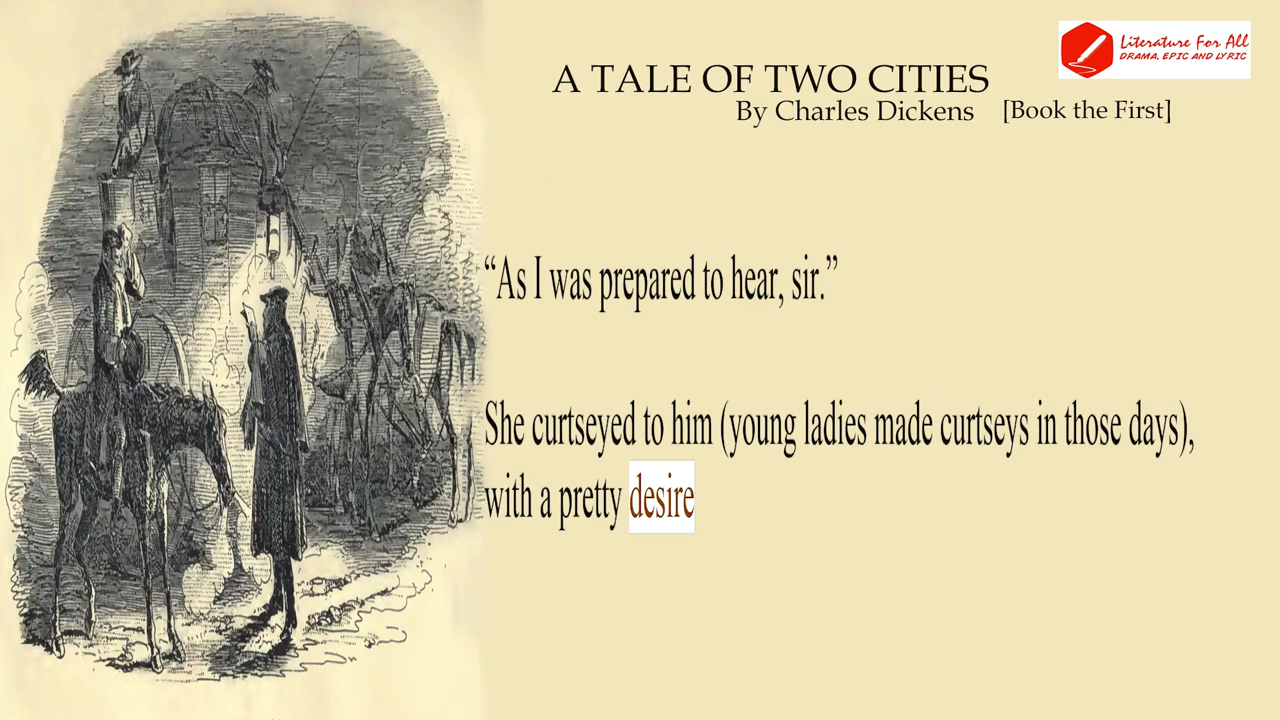 Literature For All
DRAMA, EPIC AND LYRIC
A TALE OF TWO CITIES
By Charles Dickens [Book the First]
“As I was prepared to hear, sir.”
She curtseyed to him (young ladies made curtseys in those days),
with a pretty desire